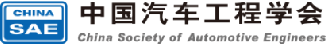 CHINA
SAE
中国汽车工程学会
China Society of Automotive Engineers